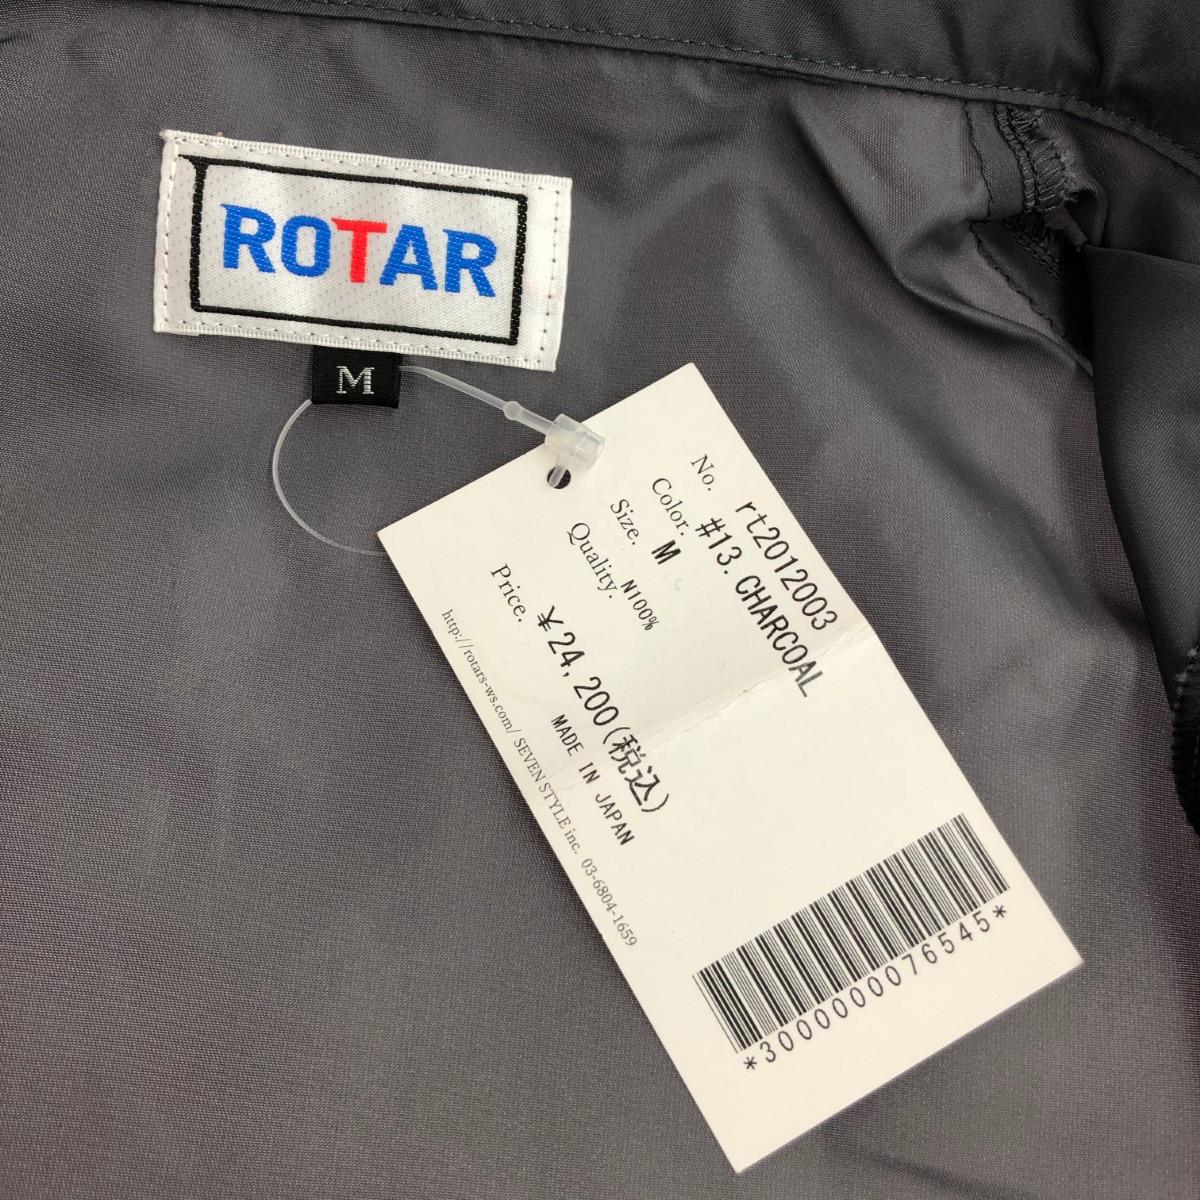 ROTAR
M
No. rt2012003
Color. #13. CHARCOAL
Size. M
Quality. N100%
Price. ¥24,200(税込)
MADE IN JAPAN
http://rotars-ws.com/ SEVEN STYLE inc. 03-6804-1659
*3000000076545*